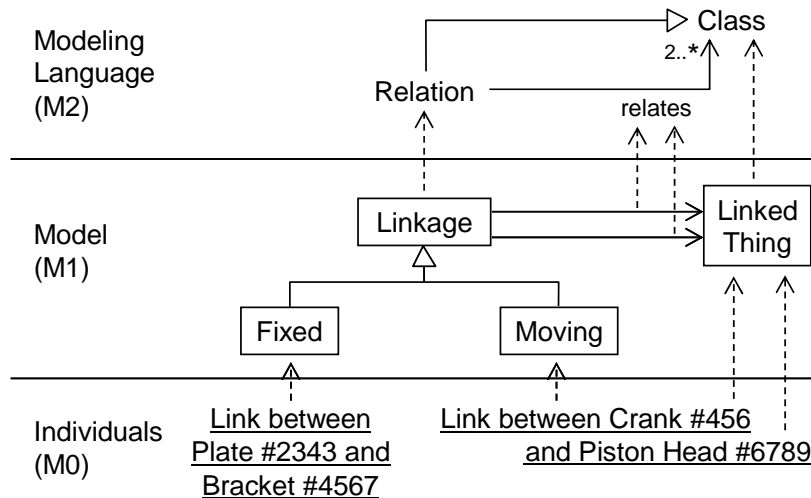 Modeling
Language
(M2)
Class
2..*
Relation
relates
Model
(M1)
Linkage
Linked
Thing
Fixed
Moving
Individuals
(M0)
Link between
Plate #2343 and
Bracket #4567
Link between Crank #456
and Piston Head #6789